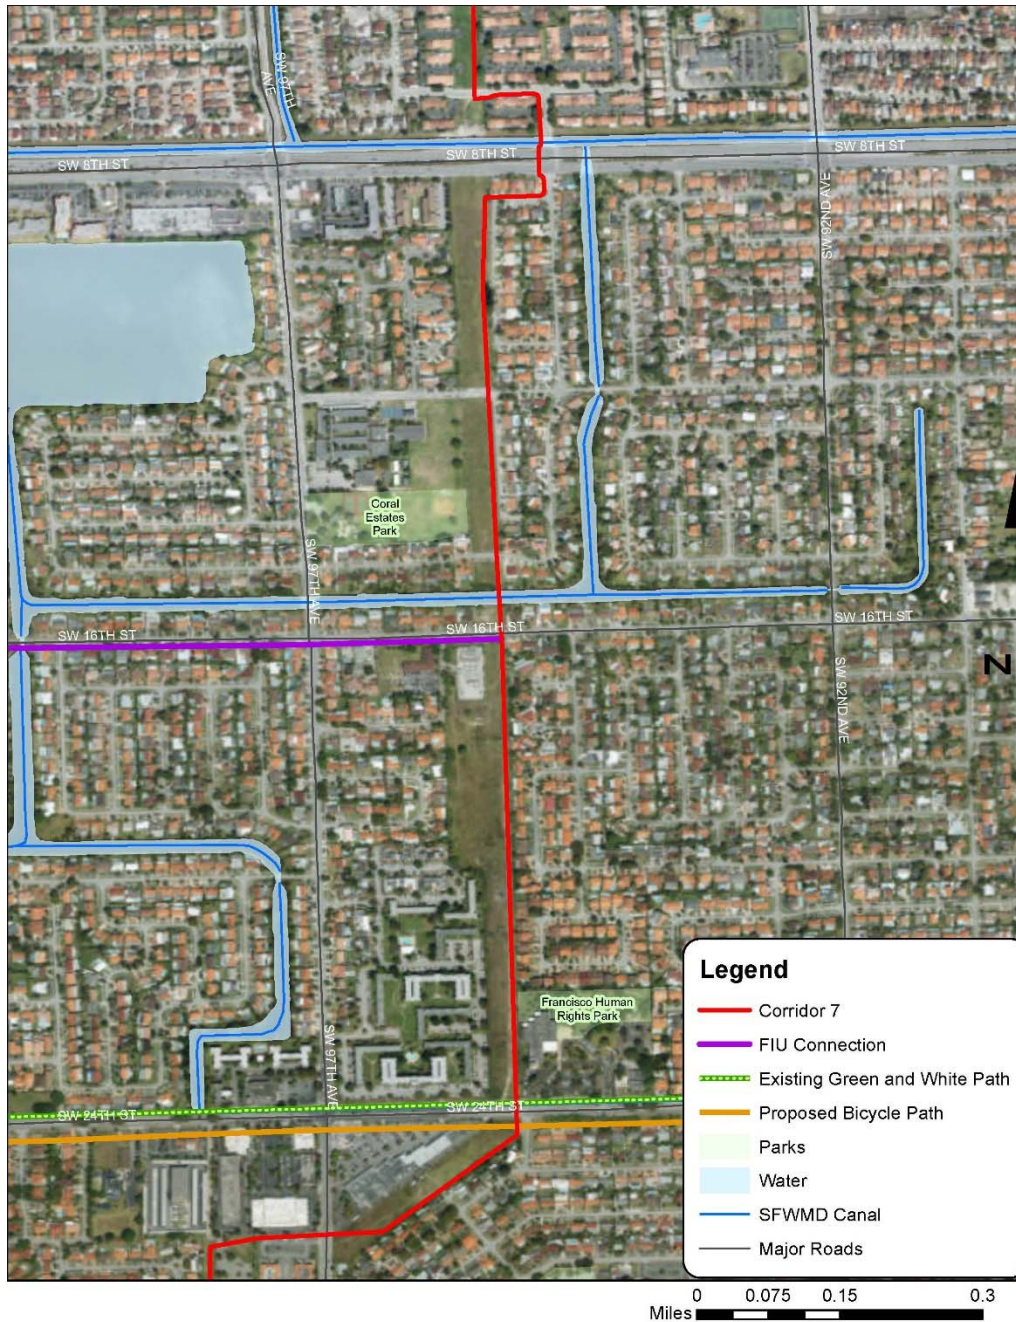 SW 97TH
AVE
SW 8TH ST
SW 8TH ST
SW 8TH ST
SW 92ND AVE
Coral
Estates
Park
SW 97TH AVE
SW 16TH ST
SW 16TH ST
SW 16TH ST
N
SW 92ND AVE
Francisco Human
Rights Park
SW 97TH AVE
SW 24TH ST
SW 24TH ST
Legend
Corridor 7
FIU Connection
Existing Green and White Path
Proposed Bicycle Path
Parks
Water
SFWMD Canal
Major Roads
0 0.075 0.15 0.3
Miles